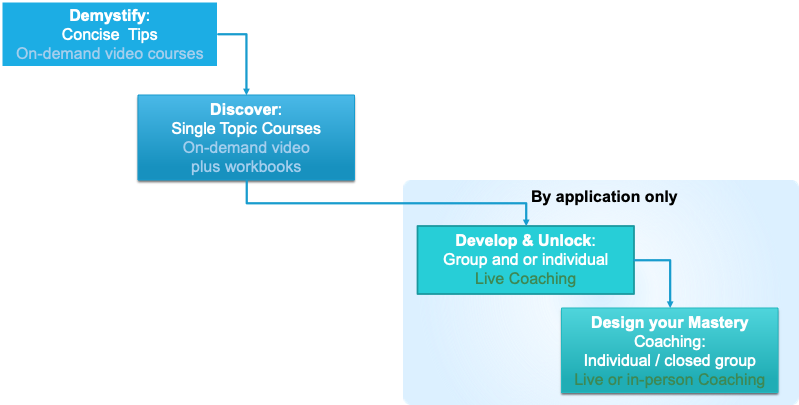 Demystify:
Concise Tips
On-demand video courses
Discover:
Single Topic Courses
On-demand video
plus workbooks
By application only
Develop & Unlock:
Group and or individual
Live Coaching
Design your Mastery
Coaching:
Individual / closed group
Live or in-person Coaching